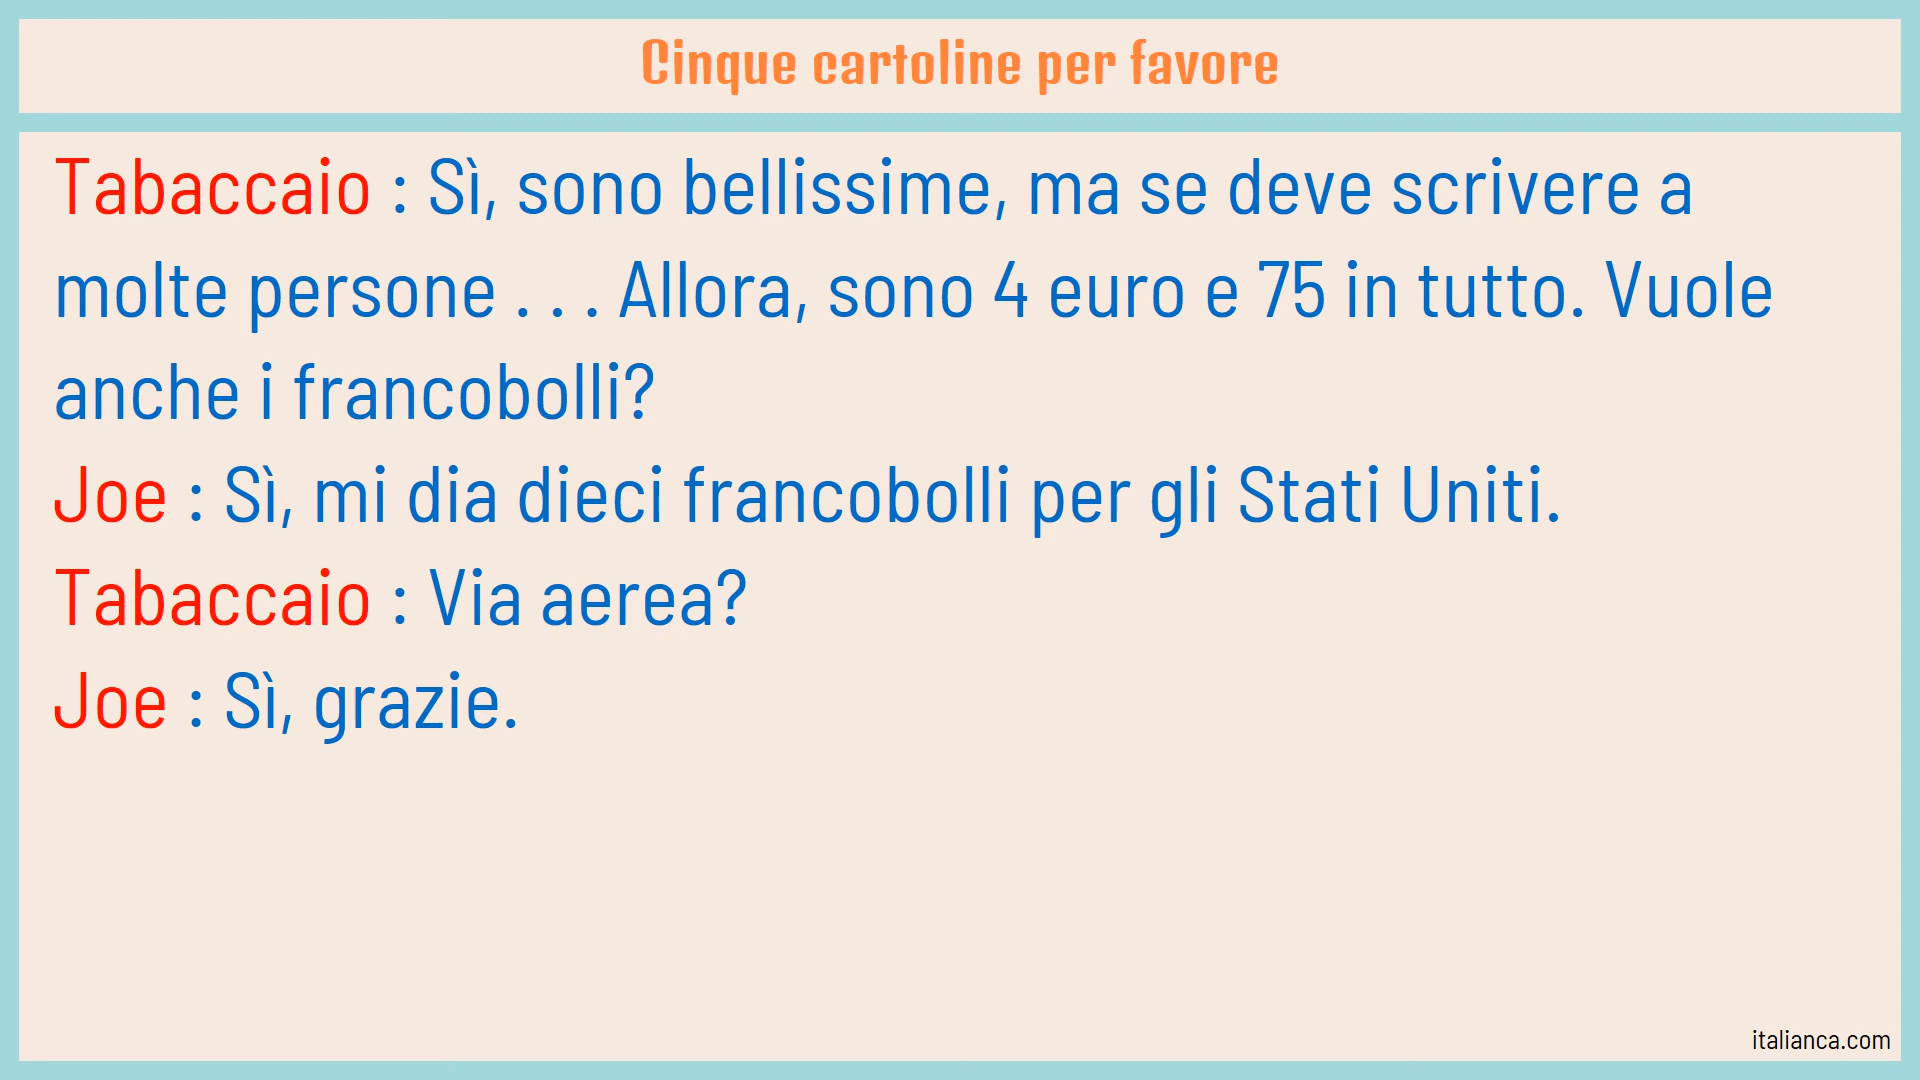 Cinque cartoline per favore
Tabaccaio : Sì, sono bellissime, ma se deve scrivere a
molte persone . . . Allora, sono 4 euro e 75 in tutto. Vuole
anche i francobolli?
Joe : Sì, mi dia dieci francobolli per gli Stati Uniti.
Tabaccaio : Via aerea?
Joe : Sì, grazie.
italianca.com